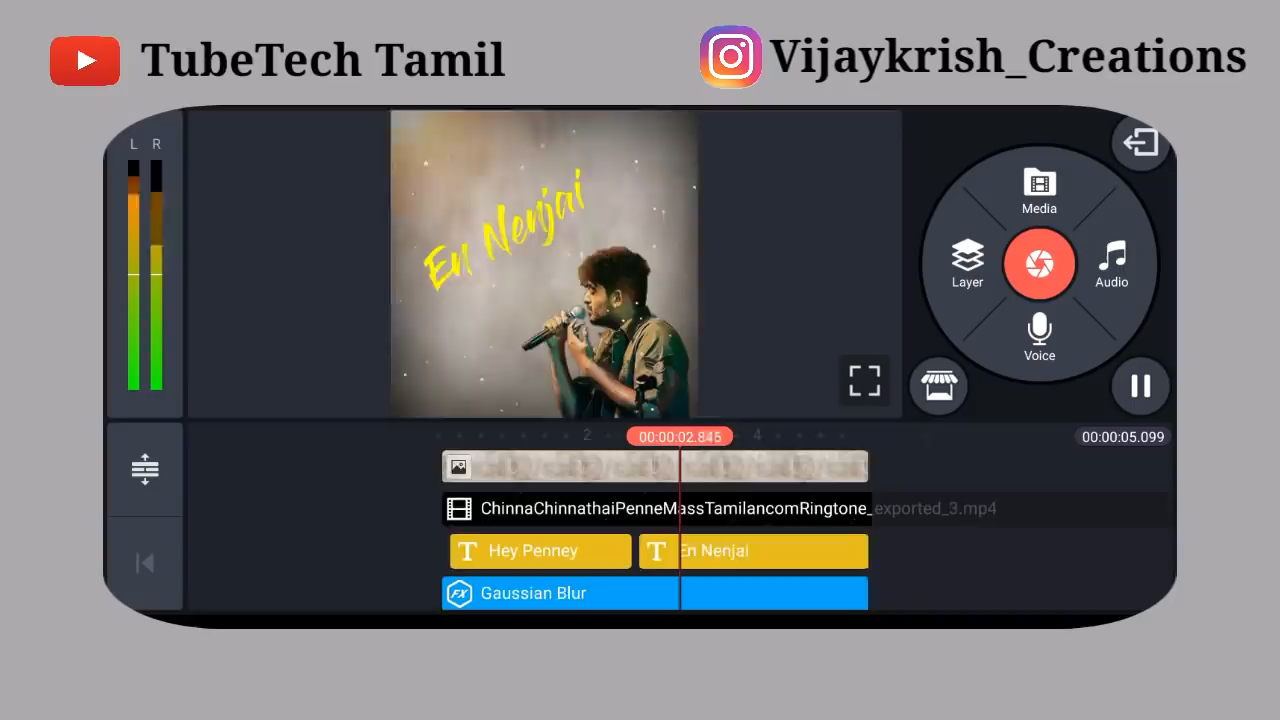 TubeTech Tamil
Vijaykrish_Creations
L R
En Nenjai
Media
Layer
Audio
Voice
2
00:00:02.845
4
00:00:05.099
ChinnaChinnathaiPenneMassTamilancomRingtone_exported_3.mp4
T Hey Penney
T En Nenjai
FX Gaussian Blur